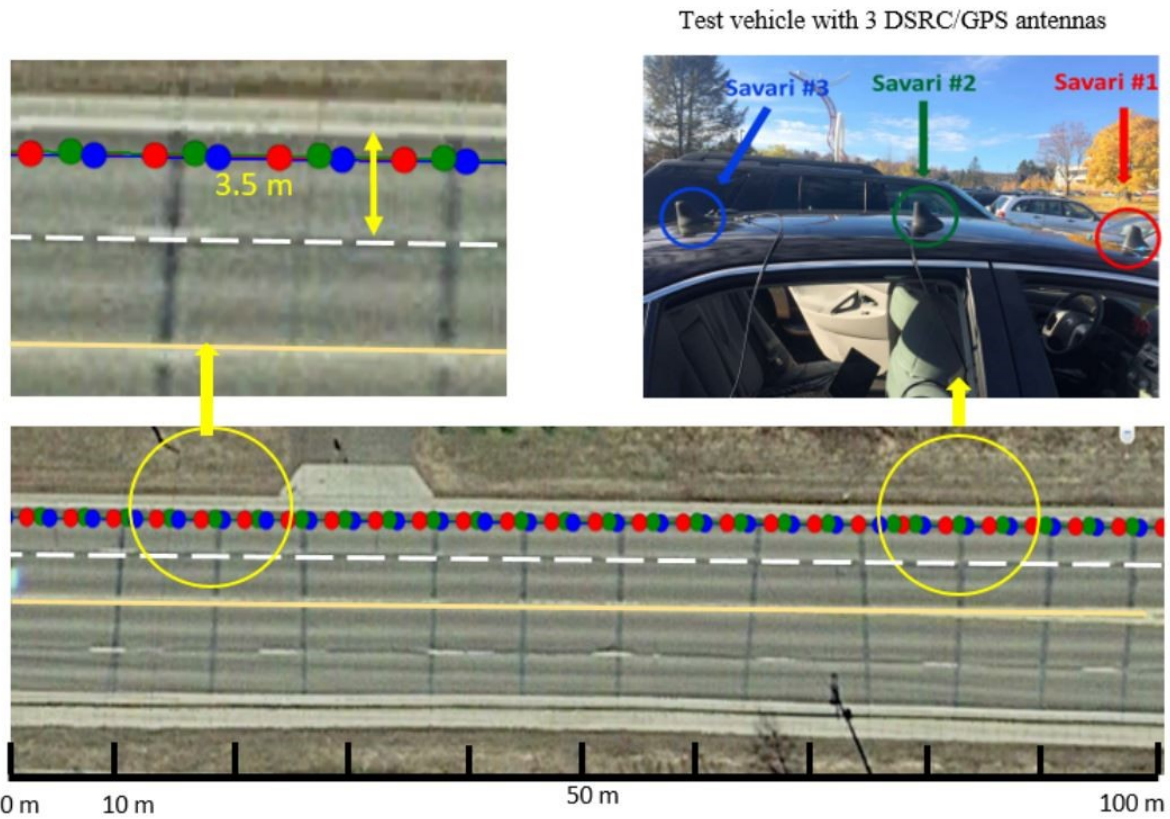 Test vehicle with 3 DSRC/GPS antennas
Savari #3
Savari #2
Savari #1
3.5 m
0 m
10 m
50 m
100 m